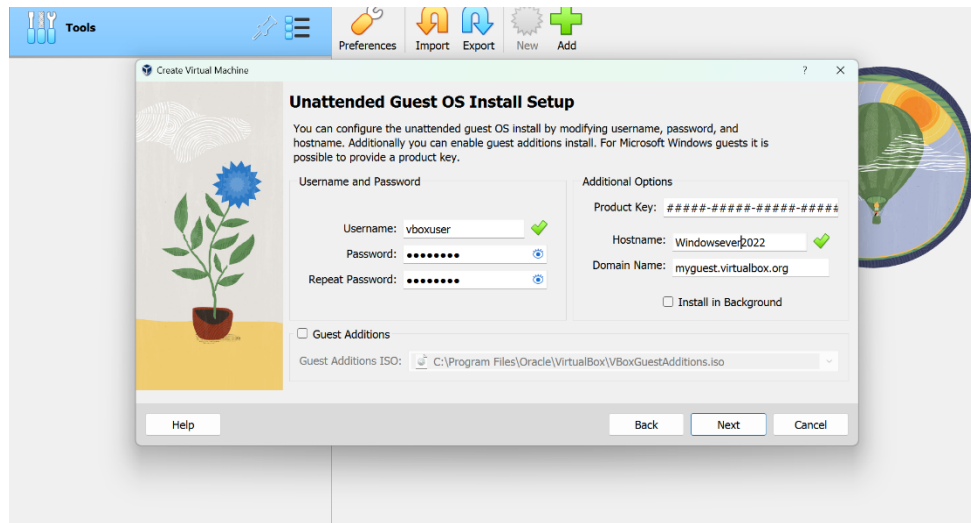 Tools
Preferences Import Export New Add
Create Virtual Machine ? X
Unattended Guest OS Install Setup
You can configure the unattended guest OS install by modifying username, password, and
hostname. Additionally you can enable guest additions install. For Microsoft Windows guests it is
possible to provide a product key.
Username and Password
Username: vboxuser
Password: ●●●●●●●●
Repeat Password: ●●●●●●●●
Additional Options
Product Key: #####-#####-#####-#####
Hostname: Windowsever2022
Domain Name: myguest.virtualbox.org
Install in Background
Guest Additions
Guest Additions ISO: C:\Program Files\Oracle\VirtualBox\VBoxGuestAdditions.iso
Help Back Next Cancel